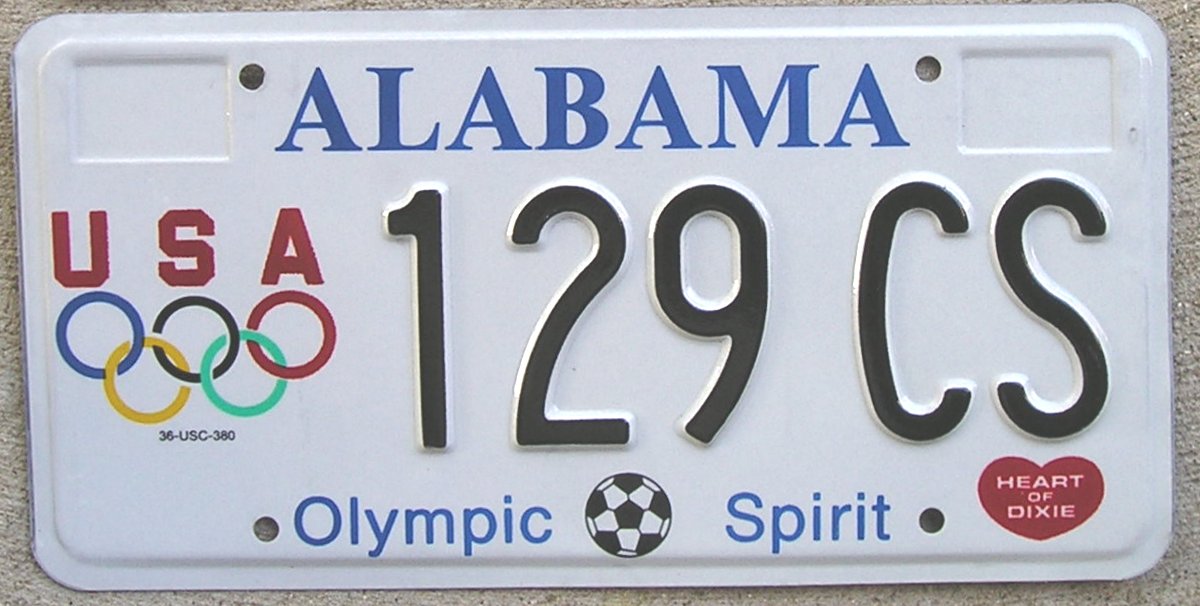 ALABAMA
USA
129 CS
36-USC-380
Olympic Spirit
HEART
OF
DIXIE